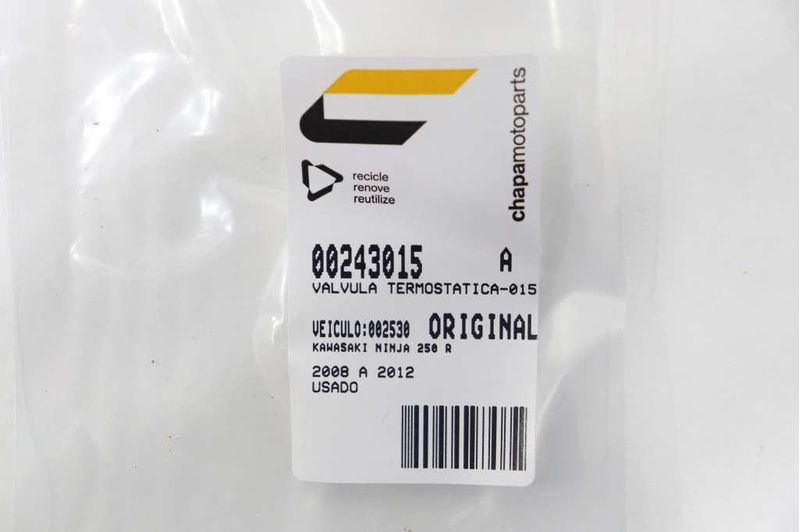 chapamotoparts
recicle
renove
reutilize
00243015 A
VALVULA TERMOSTATICA-015
VEICULO:002530 ORIGINAL
KAWASAKI NINJA 250 R
2008 A 2012
USADO